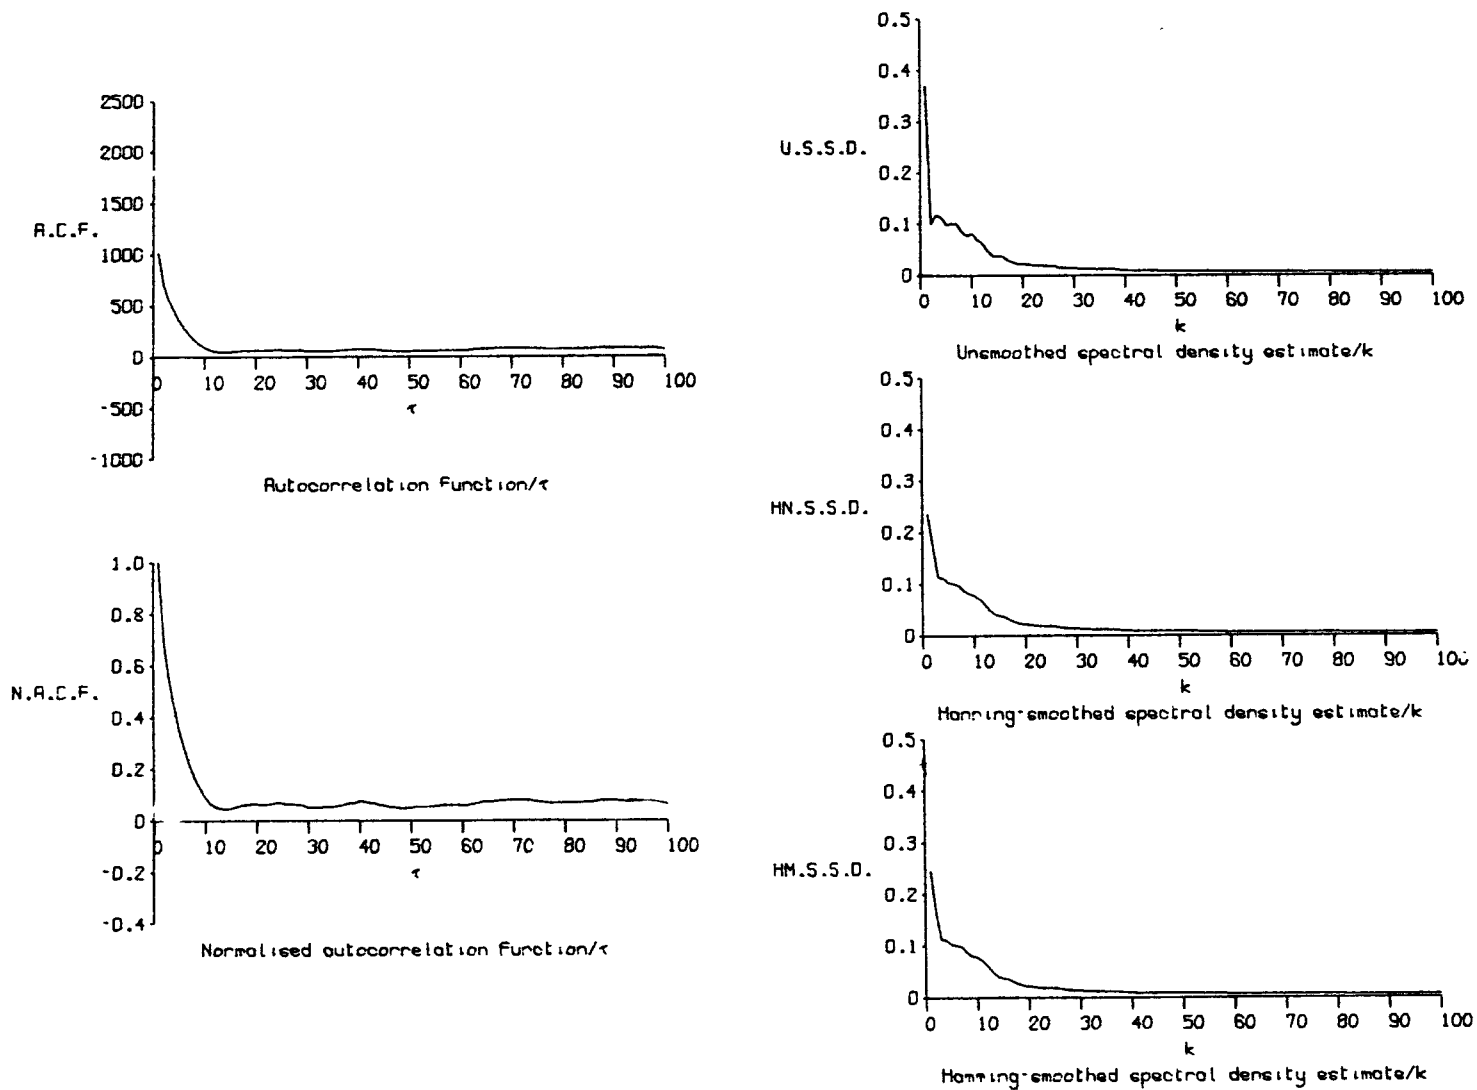 2500
2000
1500
A.C.F.
1000
500
0
0 10 20 30 40 50 60 70 80 90 100
τ
-500
-1000
Autocorrelation Function/τ
1.0
0.8
0.6
N.A.C.F.
0.4
0.2
0
0 10 20 30 40 50 60 70 80 90 100
τ
-0.2
-0.4
Normalised autocorrelation Function/τ
0.5
0.4
0.3
U.S.S.D.
0.2
0.1
0
0 10 20 30 40 50 60 70 80 90 100
k
Unsmoothed spectral density estimate/k
0.5
0.4
0.3
HN.S.S.D.
0.2
0.1
0
0 10 20 30 40 50 60 70 80 90 100
k
Hanning-smoothed spectral density estimate/k
0.5
0.4
0.3
HM.S.S.D.
0.2
0.1
0
0 10 20 30 40 50 60 70 80 90 100
k
Hamming-smoothed spectral density estimate/k